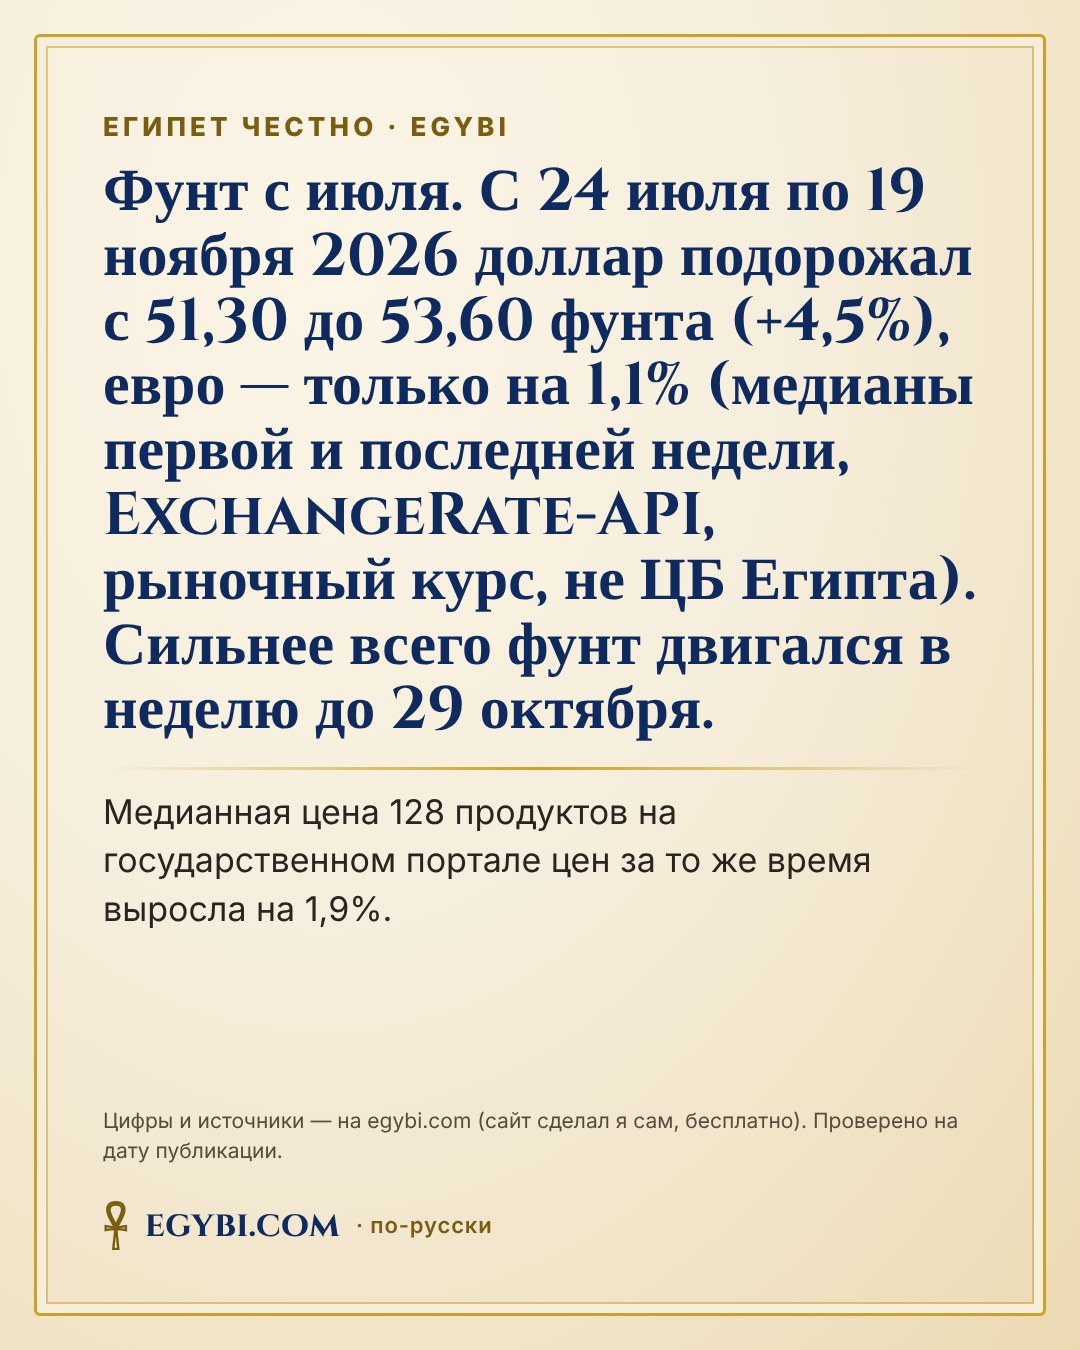 ЕГИПЕТ ЧЕСТНО · EGYBI
Фунт с июля. С 24 июля по 19
ноября 2026 доллар подорожал
с 51,30 до 53,60 фунта (+4,5%),
евро — только на 1,1% (медианы
первой и последней недели,
EXCHANGERATE-API,
рыночный курс, не ЦБ Египта).
Сильнее всего фунт двигался в
неделю до 29 октября.
Медианная цена 128 продуктов на
государственном портале цен за то же время
выросла на 1,9%.
Цифры и источники — на egybi.com (сайт сделал я сам, бесплатно). Проверено на
дату публикации.
EGYBI.COM · по-русски